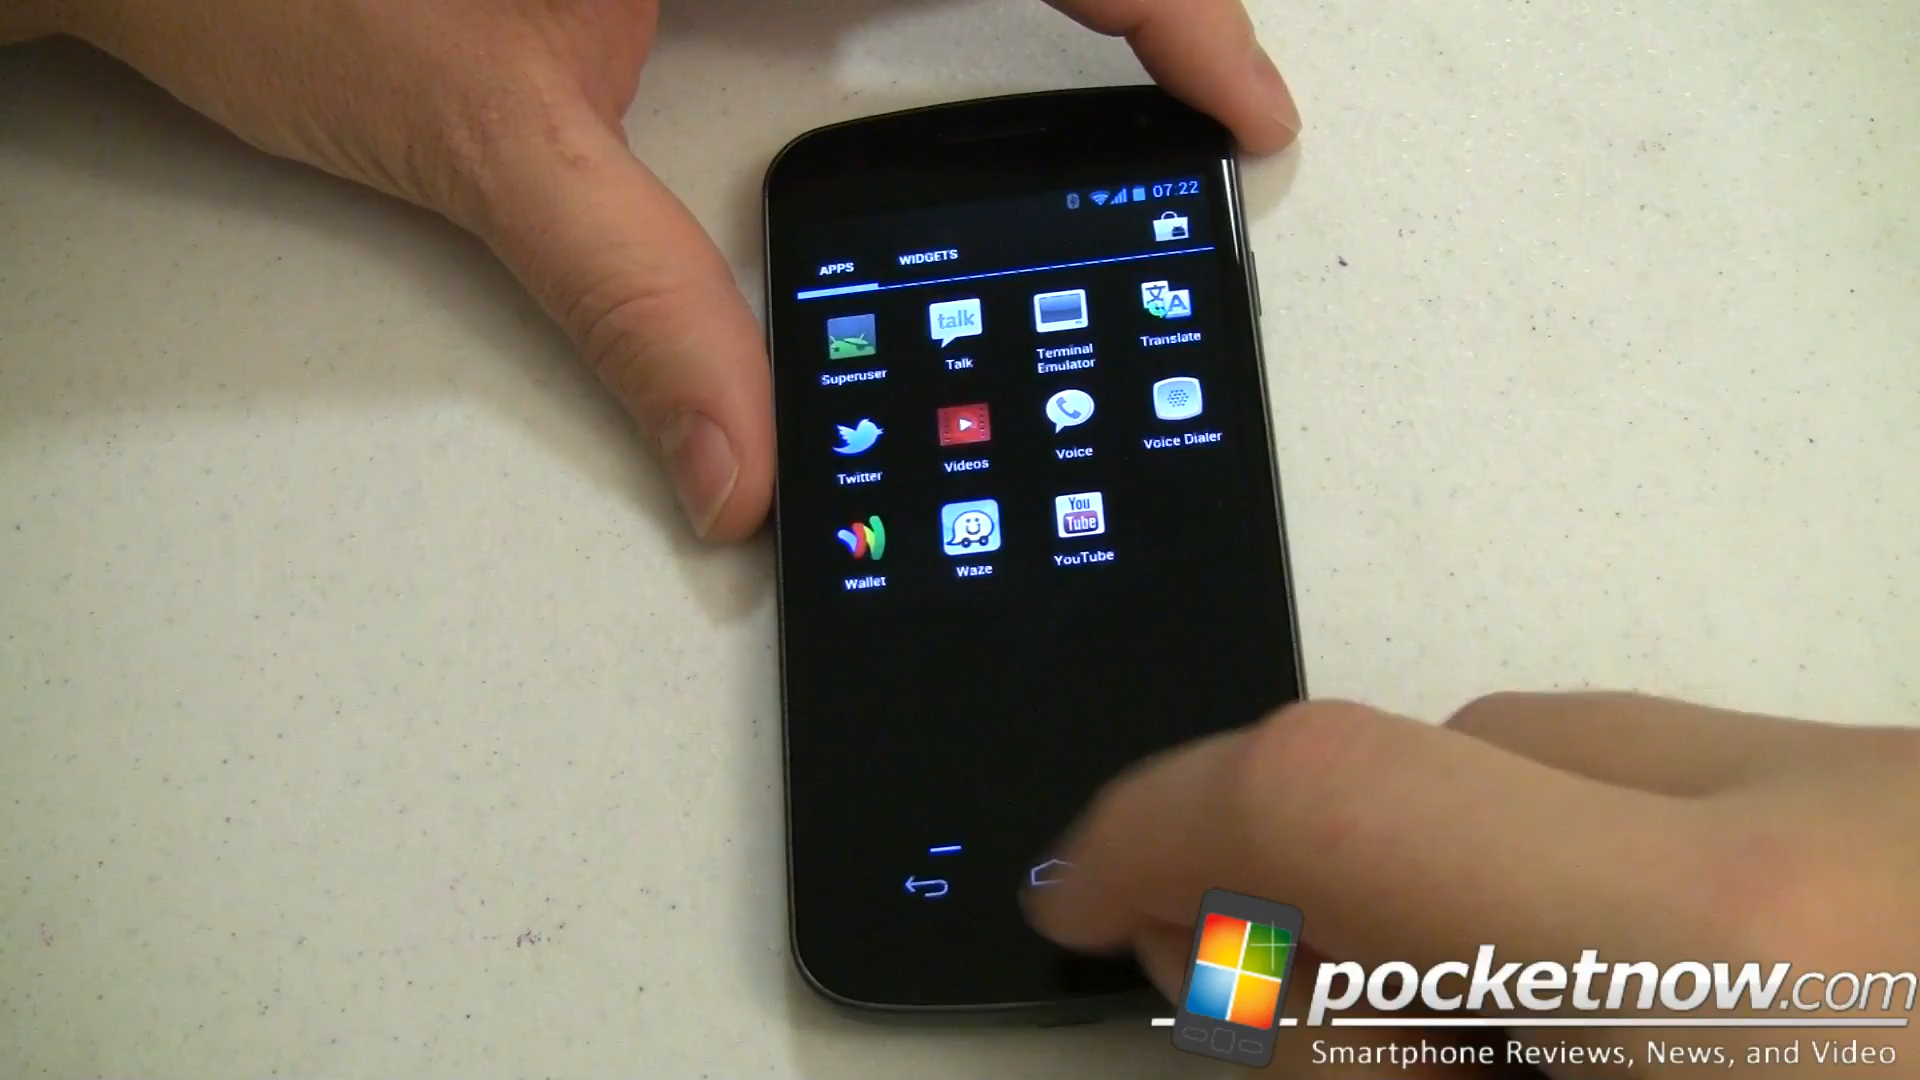 07:22
APPS WIDGETS
talk
Superuser Talk Terminal Emulator Translate
Twitter Videos Voice Voice Dialer
You Tube
Wallet Waze YouTube
pocketnow.com
Smartphone Reviews, News, and Video